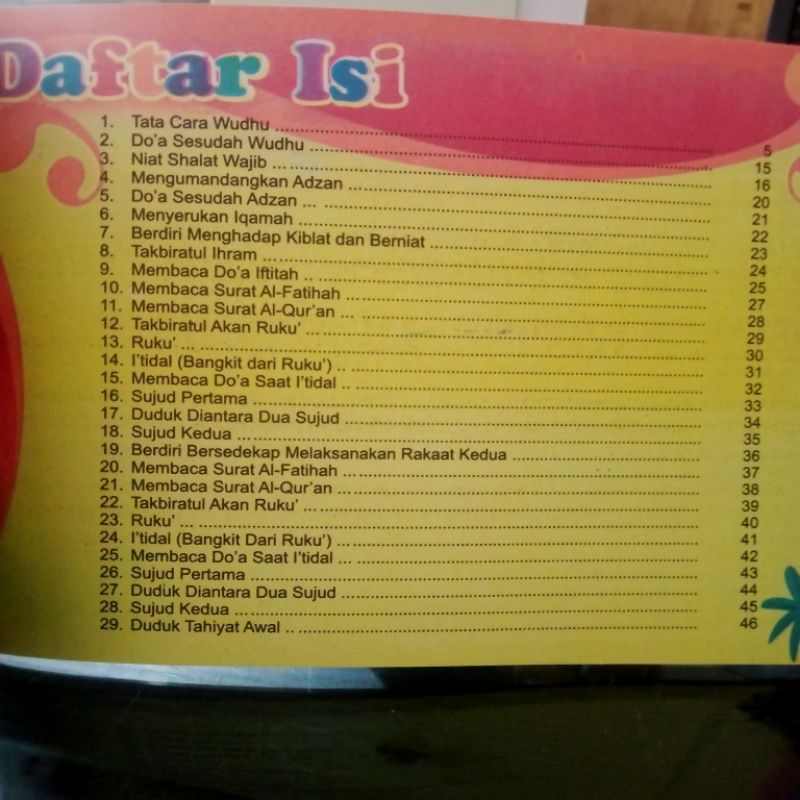 Daftar Isi
1. Tata Cara Wudhu ........................ 5
2. Do'a Sesudah Wudhu ........................ 15
3. Niat Shalat Wajib ... ........................ 16
4. Mengumandangkan Adzan ........................ 20
5. Do'a Sesudah Adzan ... ........................ 21
6. Menyerukan Iqamah ........................ 22
7. Berdiri Menghadap Kiblat dan Berniat ........................ 23
8. Takbiratul Ihram ... ........................ 24
9. Membaca Do'a Iftitah .. ........................ 25
10. Membaca Surat Al-Fatihah ... ........................ 27
11. Membaca Surat Al-Qur'an ... ........................ 28
12. Takbiratul Akan Ruku' ... ........................ 29
13. Ruku' ... ........................ 30
14. I'tidal (Bangkit dari Ruku') .. ........................ 31
15. Membaca Do'a Saat I'tidal .. ........................ 32
16. Sujud Pertama ........................ 33
17. Duduk Diantara Dua Sujud ........................ 34
18. Sujud Kedua ........................ 35
19. Berdiri Bersedekap Melaksanakan Rakaat Kedua ........................ 36
20. Membaca Surat Al-Fatihah ... ........................ 37
21. Membaca Surat Al-Qur'an ... ........................ 38
22. Takbiratul Akan Ruku' ... ........................ 39
23. Ruku' ... ........................ 40
24. I'tidal (Bangkit Dari Ruku') ... ........................ 41
25. Membaca Do'a Saat I'tidal ... ........................ 42
26. Sujud Pertama ........................ 43
27. Duduk Diantara Dua Sujud ........................ 44
28. Sujud Kedua ... ........................ 45
29. Duduk Tahiyat Awal .. ........................ 46